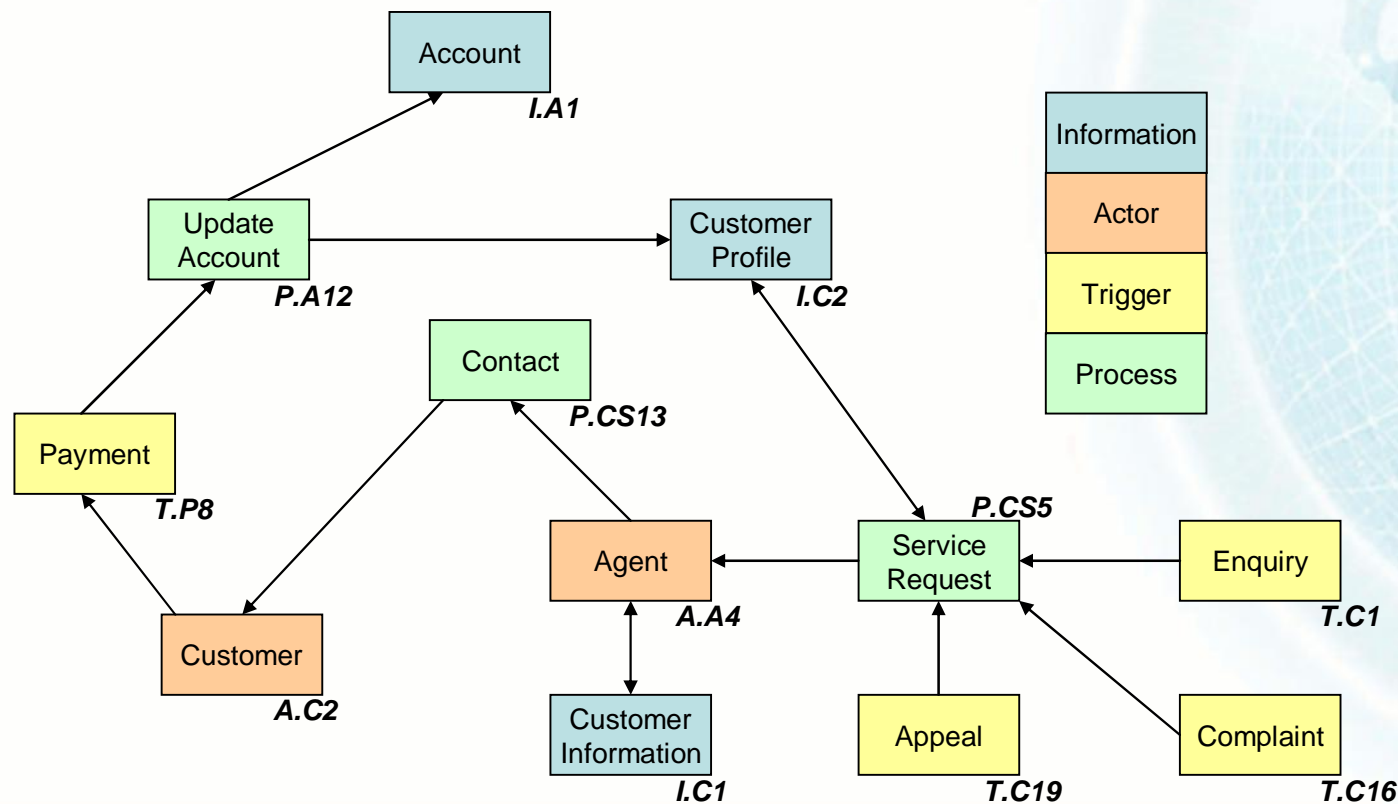 Account
I.A1
Information
Actor
Trigger
Process
Update
Account
P.A12
Customer
Profile
I.C2
Contact
P.CS13
Payment
T.P8
P.CS5
Service
Request
Agent
A.A4
Enquiry
T.C1
Customer
A.C2
Customer
Information
I.C1
Appeal
T.C19
Complaint
T.C16